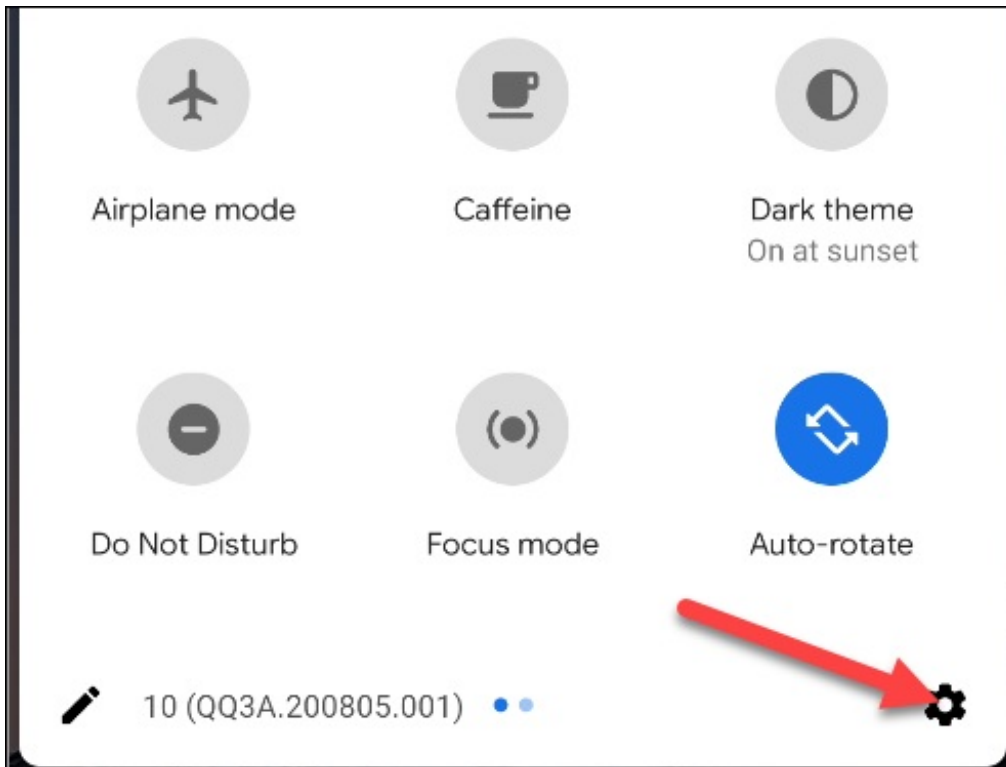 Airplane mode
Caffeine
Dark theme
On at sunset
Do Not Disturb
Focus mode
Auto-rotate
10 (QQ3A.200805.001)